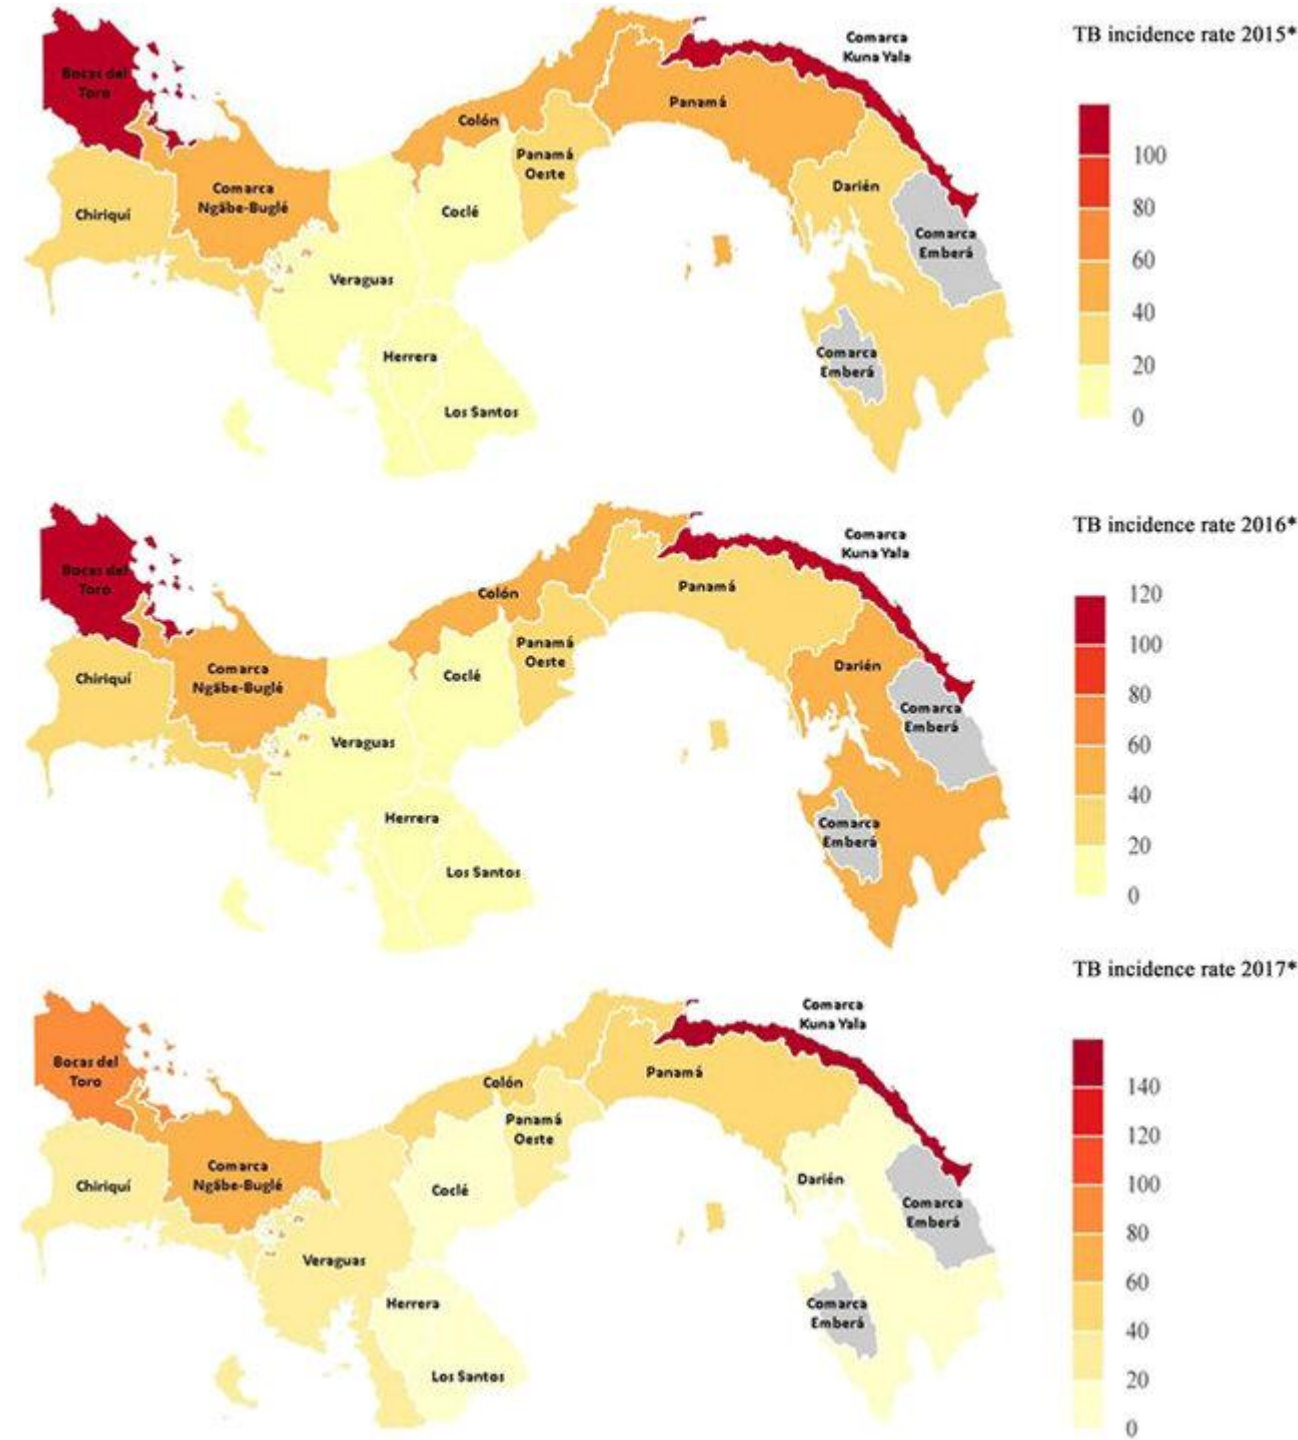 TB incidence rate 2015*
Comarca
Kuna Yala
Bocas del
Toro
Panamá
Colón
Panamá
Oeste
Comarca
Ngäbe-Buglé
Chiriquí
Coclé
Darién
Comarca
Emberá
Veraguas
Herrera
Comarca
Emberá
Los Santos
100
80
60
40
20
0
TB incidence rate 2016*
Comarca
Kuna Yala
Bocas del
Toro
Panamá
Colón
Panamá
Oeste
Comarca
Ngäbe-Buglé
Chiriquí
Coclé
Darién
Comarca
Emberá
Veraguas
Herrera
Comarca
Emberá
Los Santos
120
100
80
60
40
20
0
TB incidence rate 2017*
Comarca
Kuna Yala
Bocas del
Toro
Panamá
Colón
Panamá
Oeste
Comarca
Ngäbe-Buglé
Chiriquí
Coclé
Darién
Comarca
Emberá
Veraguas
Herrera
Comarca
Emberá
Los Santos
140
120
100
80
60
40
20
0